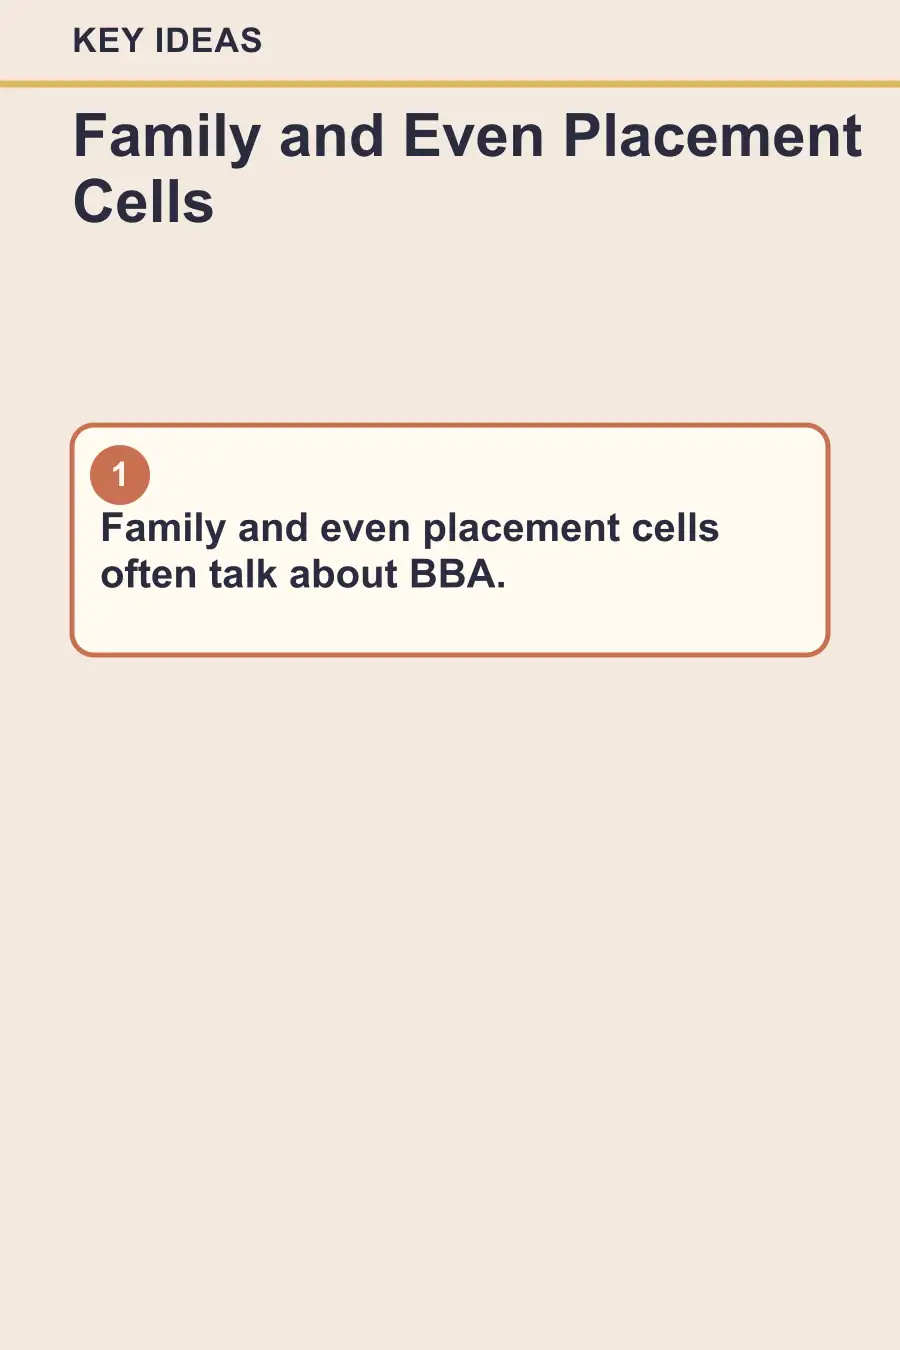 KEY IDEAS
Family and Even Placement
Cells
1
Family and even placement cells
often talk about BBA.